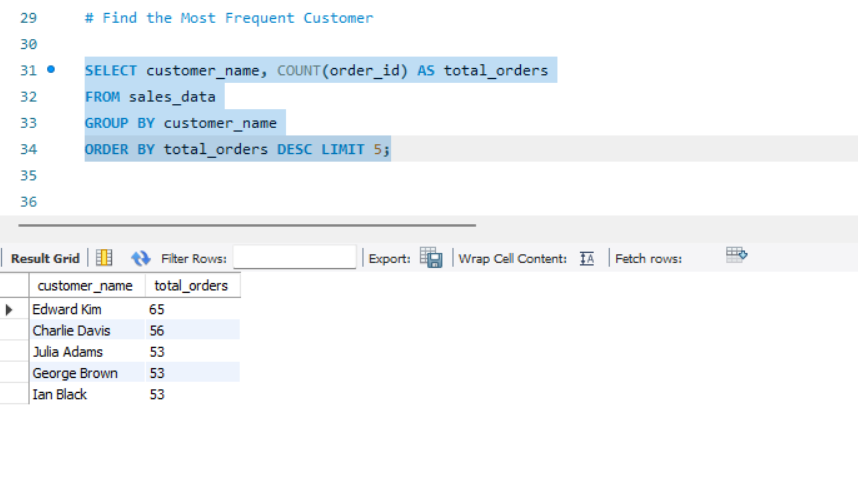 29 # Find the Most Frequent Customer
30
31 SELECT customer_name, COUNT(order_id) AS total_orders
32 FROM sales_data
33 GROUP BY customer_name
34 ORDER BY total_orders DESC LIMIT 5;
35
36
Result Grid Filter Rows: Export: Wrap Cell Content: IA Fetch rows:
customer_name total_orders
Edward Kim 65
Charlie Davis 56
Julia Adams 53
George Brown 53
Ian Black 53